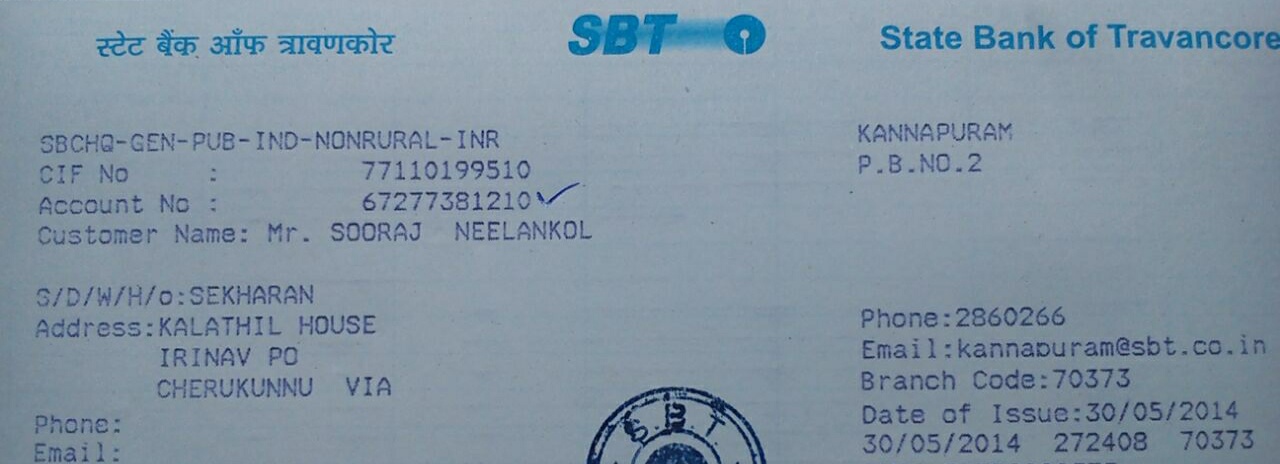 स्टेट बैंक ऑफ त्रावणकोर
SBT
State Bank of Travancore
SBCHQ-GEN-PUB-IND-NONRURAL-INR
CIF No : 77110199510
Account No : 67277381210
Customer Name: Mr. SOORAJ NEELANKOL
S/D/W/H/o:SEKHARAN
Address:KALATHIL HOUSE
IRINAV PO
CHERUKUNNU VIA
Phone:
Email:
KANNAPURAM
P.B.NO.2
Phone:2860266
Email:kannapuram@sbt.co.in
Branch Code:70373
Date of Issue:30/05/2014
30/05/2014 272408 70373
S.B.T